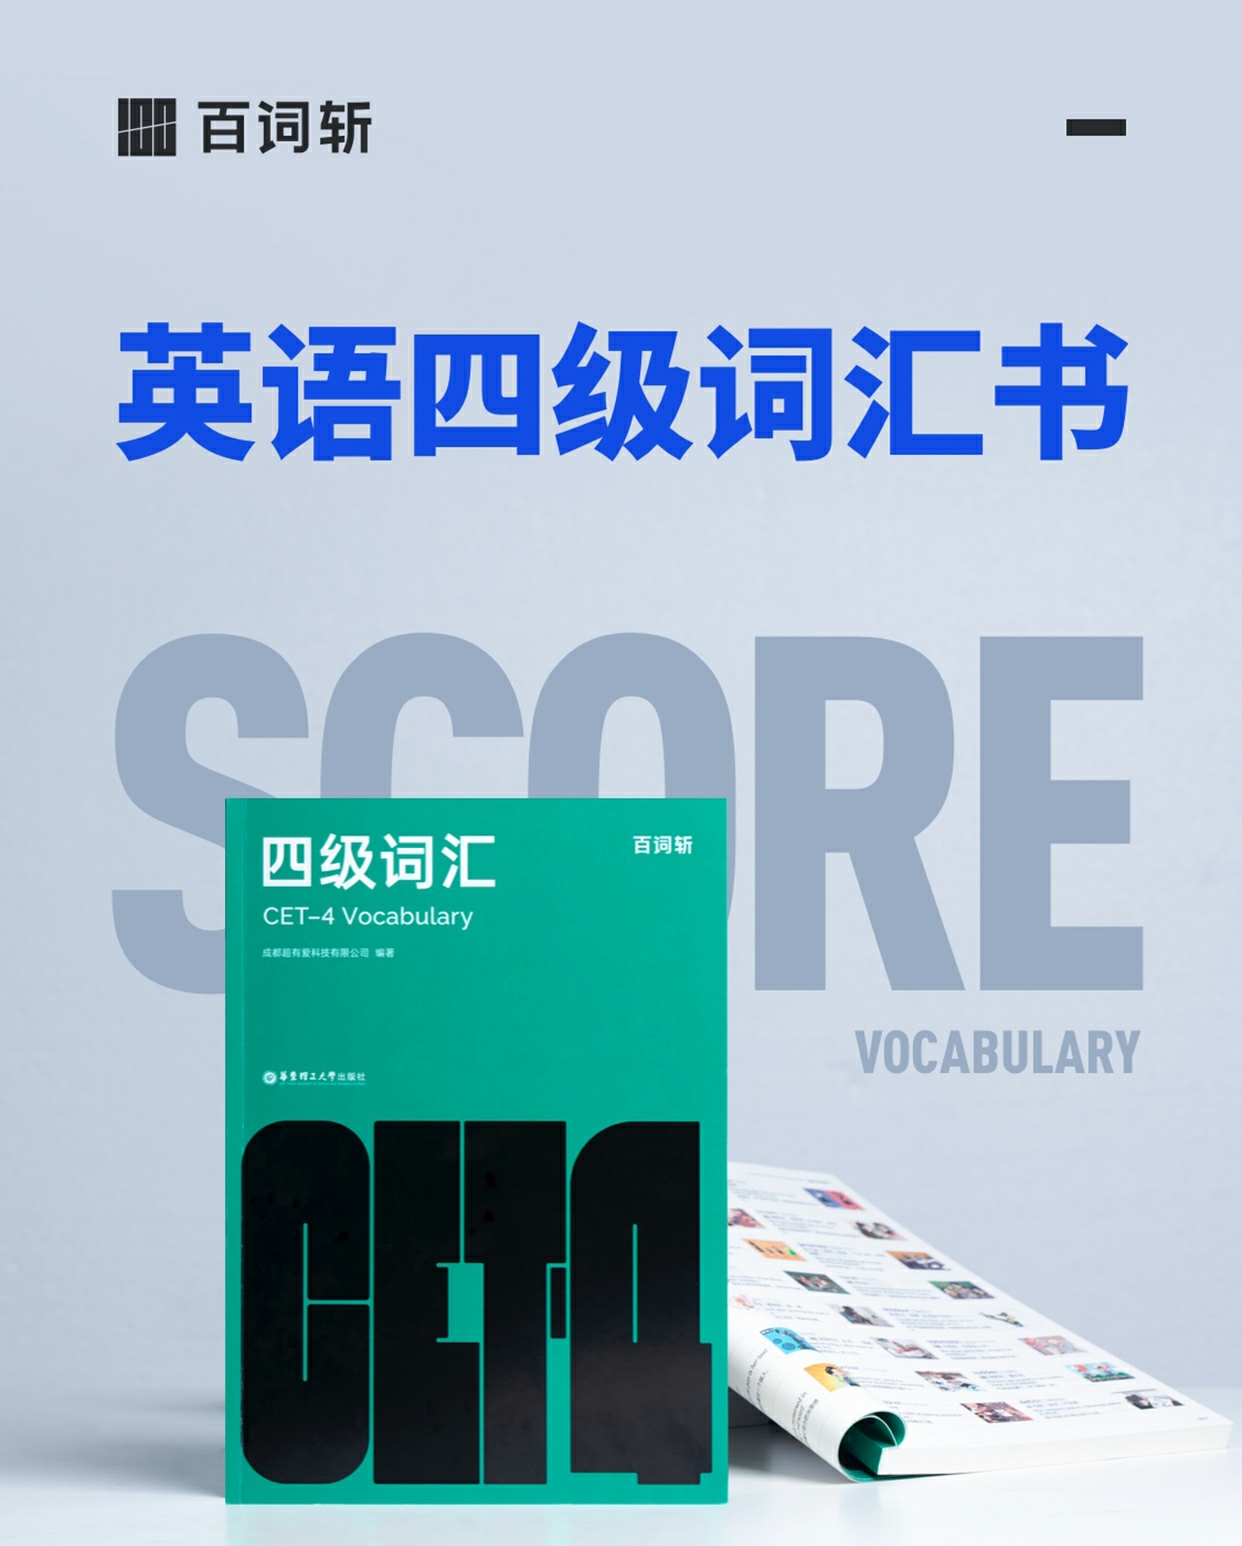 百词斩
英语四级词汇书
SCORE
VOCABULARY
四级词汇
百词斩
CET-4 Vocabulary
成都超有爱科技有限公司 编著
华东理工大学出版社
CET4